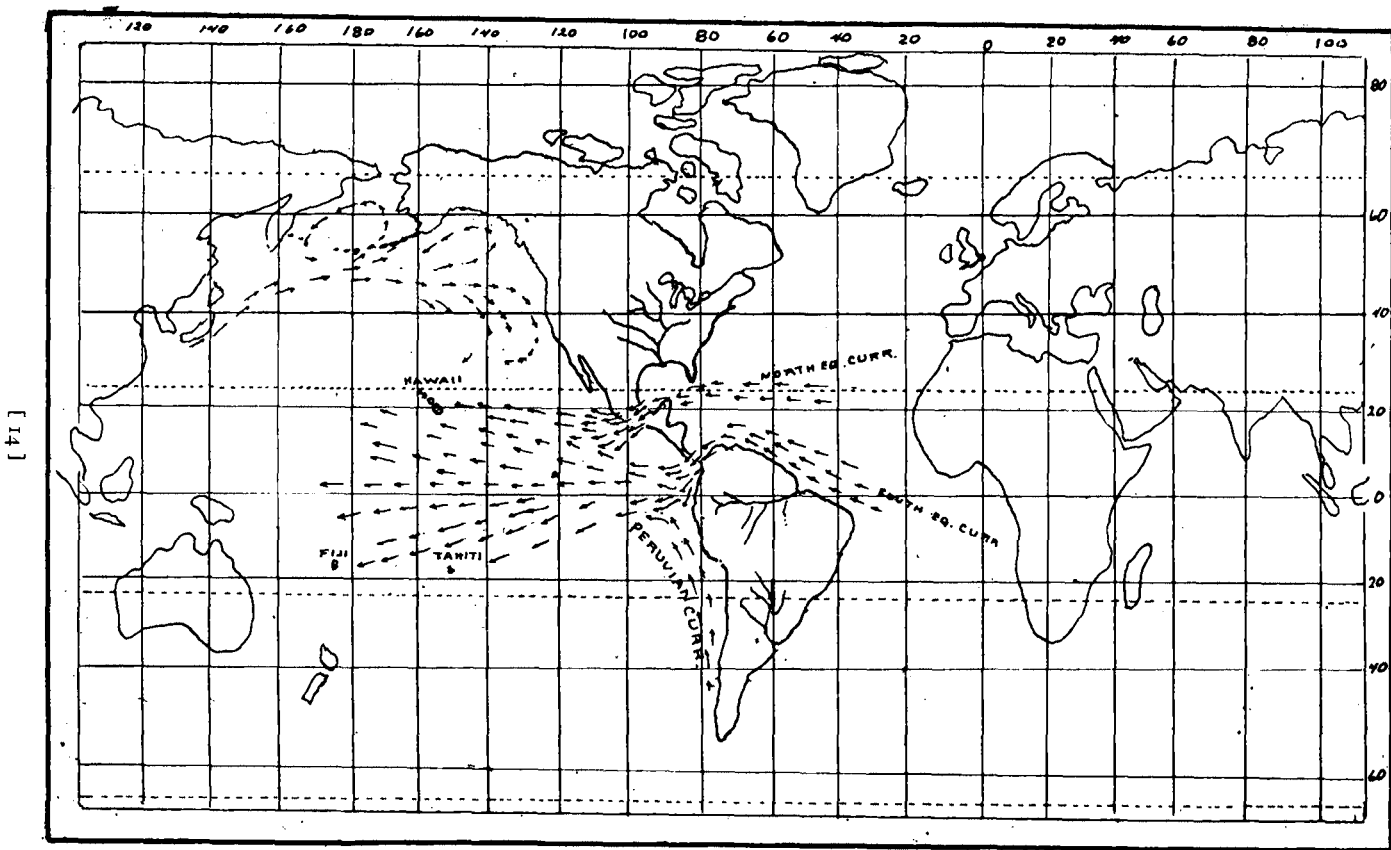 120 140 160 180 160 140 120 100 80 60 40 20 0 20 40 60 80 100
80
60
40
NORTH EQ. CURR.
HAWAII
20
SOUTH EQ. CURR
0
FIJI
TAHITI
PERUVIAN CURR.
20
40
60
[14]